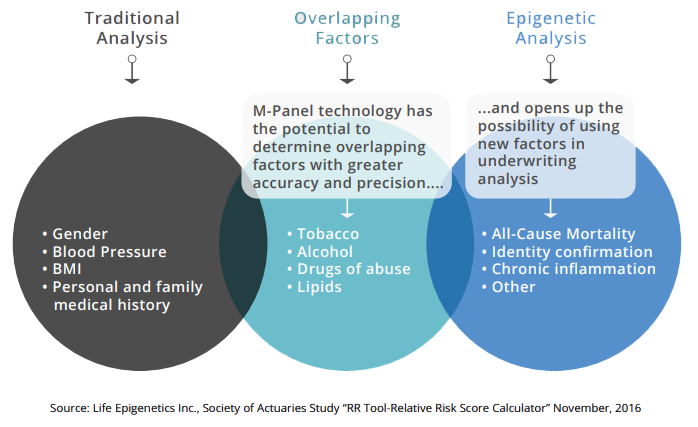 Traditional
Analysis
Overlapping
Factors
Epigenetic
Analysis
M-Panel technology has
the potential to
determine overlapping
factors with greater
accuracy and precision....
...and opens up the
possibility of using
new factors in
underwriting
analysis
• Gender
• Blood Pressure
• BMI
• Personal and family
medical history
• Tobacco
• Alcohol
• Drugs of abuse
• Lipids
• All-Cause Mortality
• Identity confirmation
• Chronic inflammation
• Other
Source: Life Epigenetics Inc., Society of Actuaries Study “RR Tool-Relative Risk Score Calculator” November, 2016